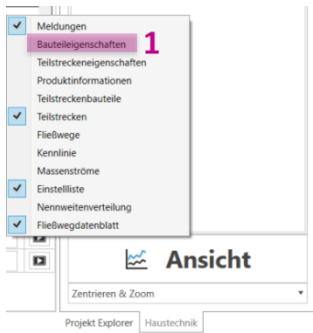 Meldungen
Bauteileigenschaften 1
Teilstreckeneigenschaften
Produktinformationen
Teilstreckenbauteile
Teilstrecken
Fließwege
Kennlinie
Massenströme
Einstellliste
Nennweitenverteilung
Fließwegdatenblatt
Ansicht
Zentrieren & Zoom
Projekt Explorer Haustechnik